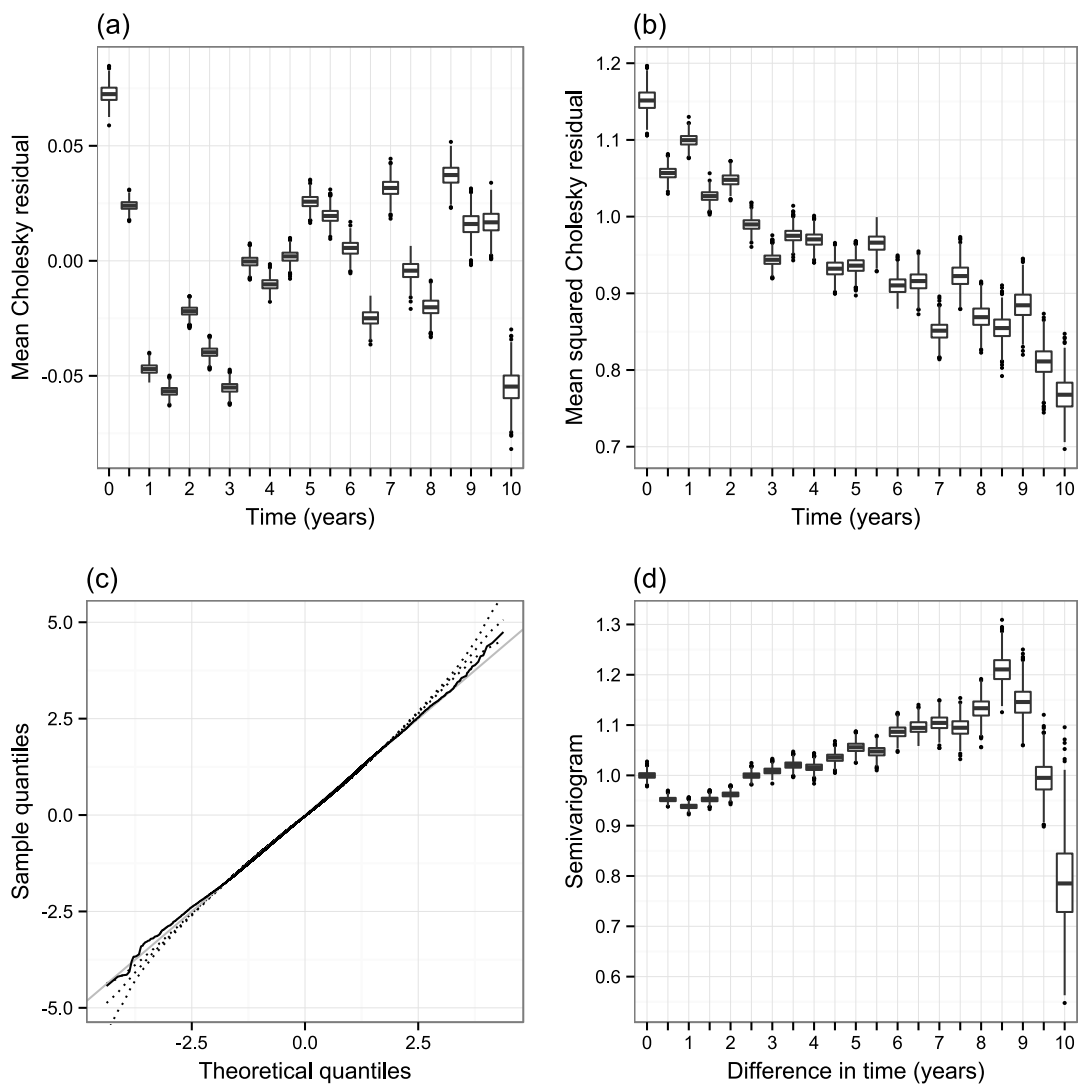 (a)
Mean Cholesky residual
0.05
0.00
-0.05
0 1 2 3 4 5 6 7 8 9 10
Time (years)
(b)
Mean squared Cholesky residual
1.2
1.1
1.0
0.9
0.8
0.7
0 1 2 3 4 5 6 7 8 9 10
Time (years)
(c)
Sample quantiles
5.0
2.5
0.0
-2.5
-5.0
-2.5 0.0 2.5
Theoretical quantiles
(d)
Semivariogram
1.3
1.2
1.1
1.0
0.9
0.8
0.7
0.6
0 1 2 3 4 5 6 7 8 9 10
Difference in time (years)